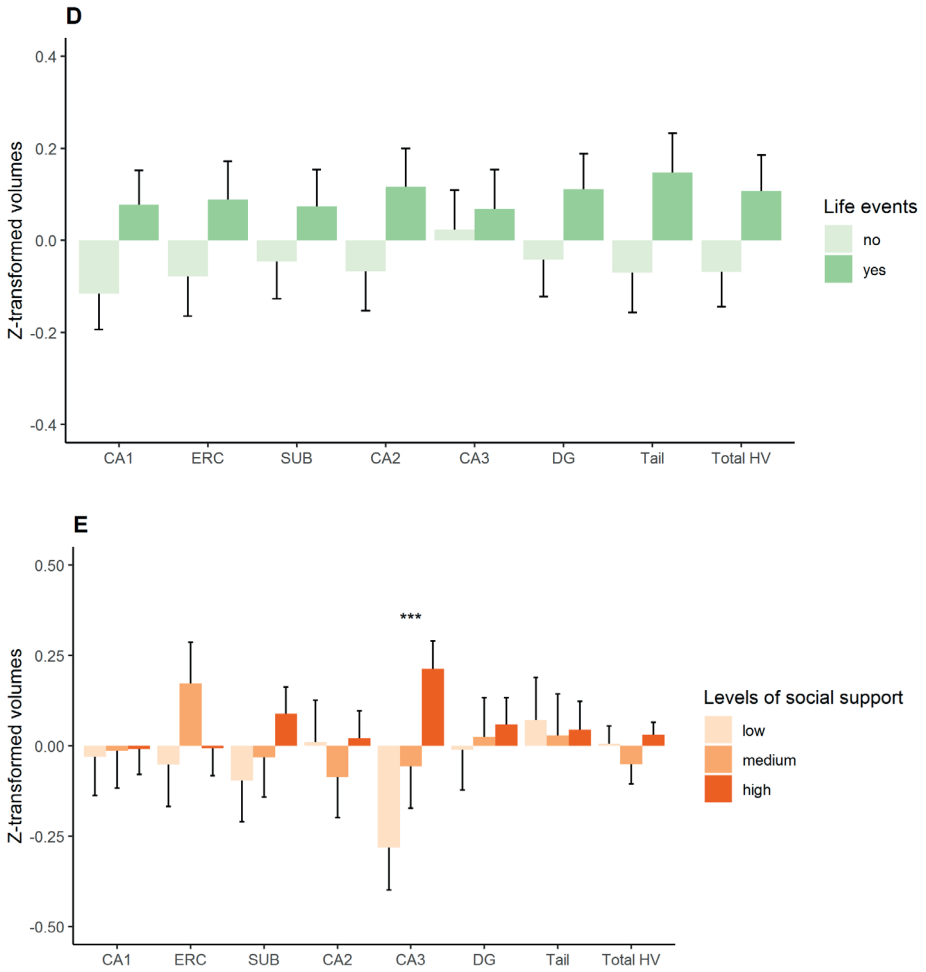 D
0.4
0.2
0.0
-0.2
-0.4
Z-transformed volumes
CA1 ERC SUB CA2 CA3 DG Tail Total HV
Life events
no
yes
E
0.50
0.25
0.00
-0.25
-0.50
Z-transformed volumes
***
CA1 ERC SUB CA2 CA3 DG Tail Total HV
Levels of social support
low
medium
high